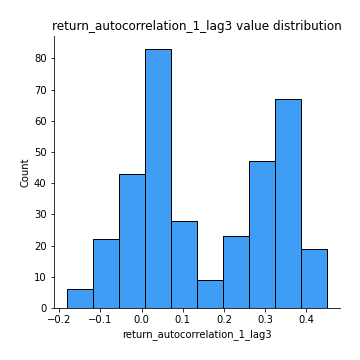 return_autocorrelation_1_lag3 value distribution
80
70
60
50
40
30
20
10
0
Count
−0.2 −0.1 0.0 0.1 0.2 0.3 0.4
return_autocorrelation_1_lag3